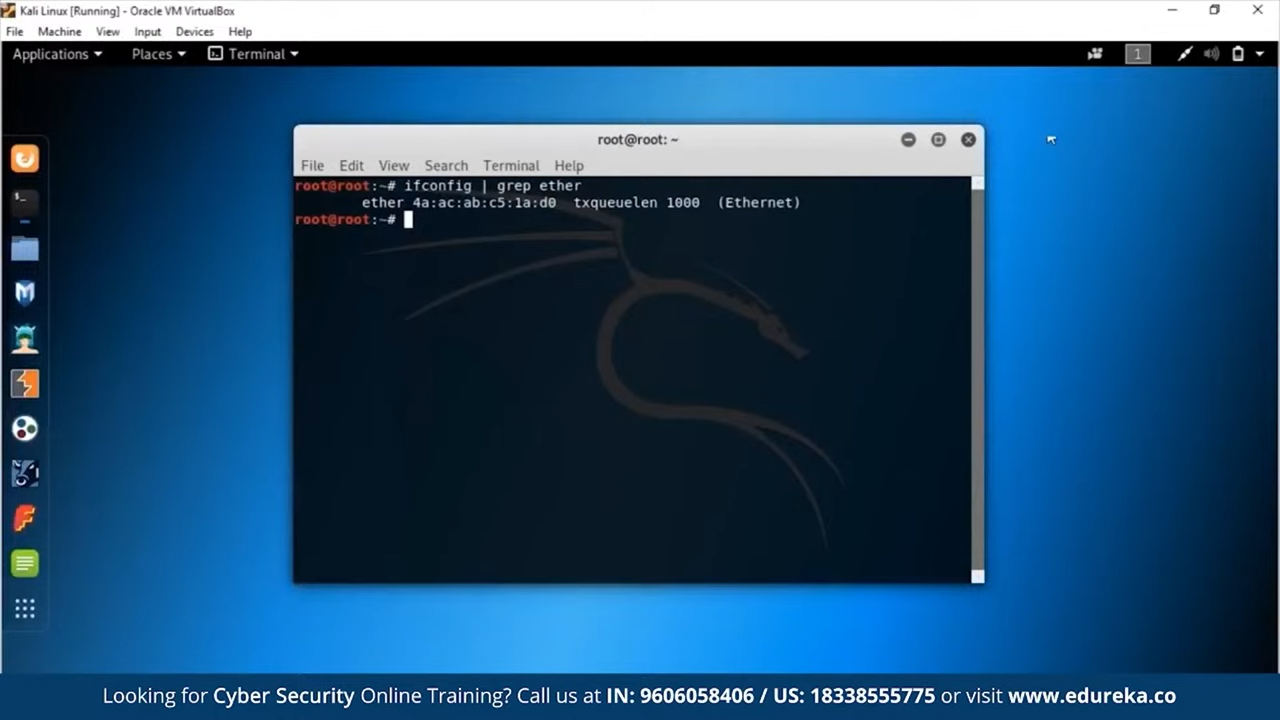 Kali Linux [Running] - Oracle VM VirtualBox
File Machine View Input Devices Help
Applications Places Terminal 1
root@root: ~
File Edit View Search Terminal Help
root@root:~# ifconfig | grep ether
ether 4a:ac:ab:c5:1a:d0 txqueuelen 1000 (Ethernet)
root@root:~#
Looking for Cyber Security Online Training? Call us at IN: 9606058406 / US: 18338555775 or visit www.edureka.co